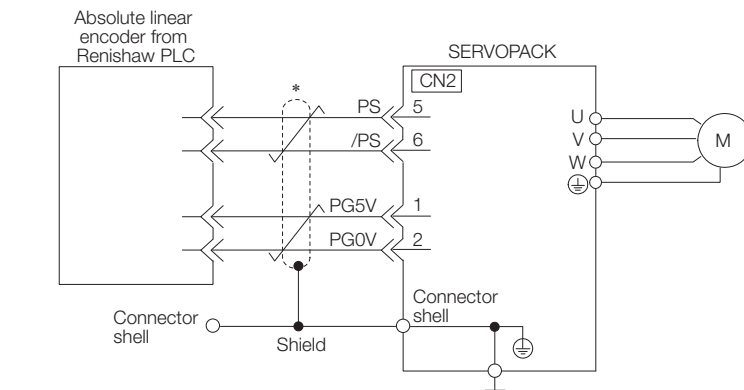 Absolute linear
encoder from
Renishaw PLC
SERVOPACK
CN2
*
PS 5
/PS 6
PG5V 1
PG0V 2
U
V
W
M
Connector
shell
Shield
Connector
shell